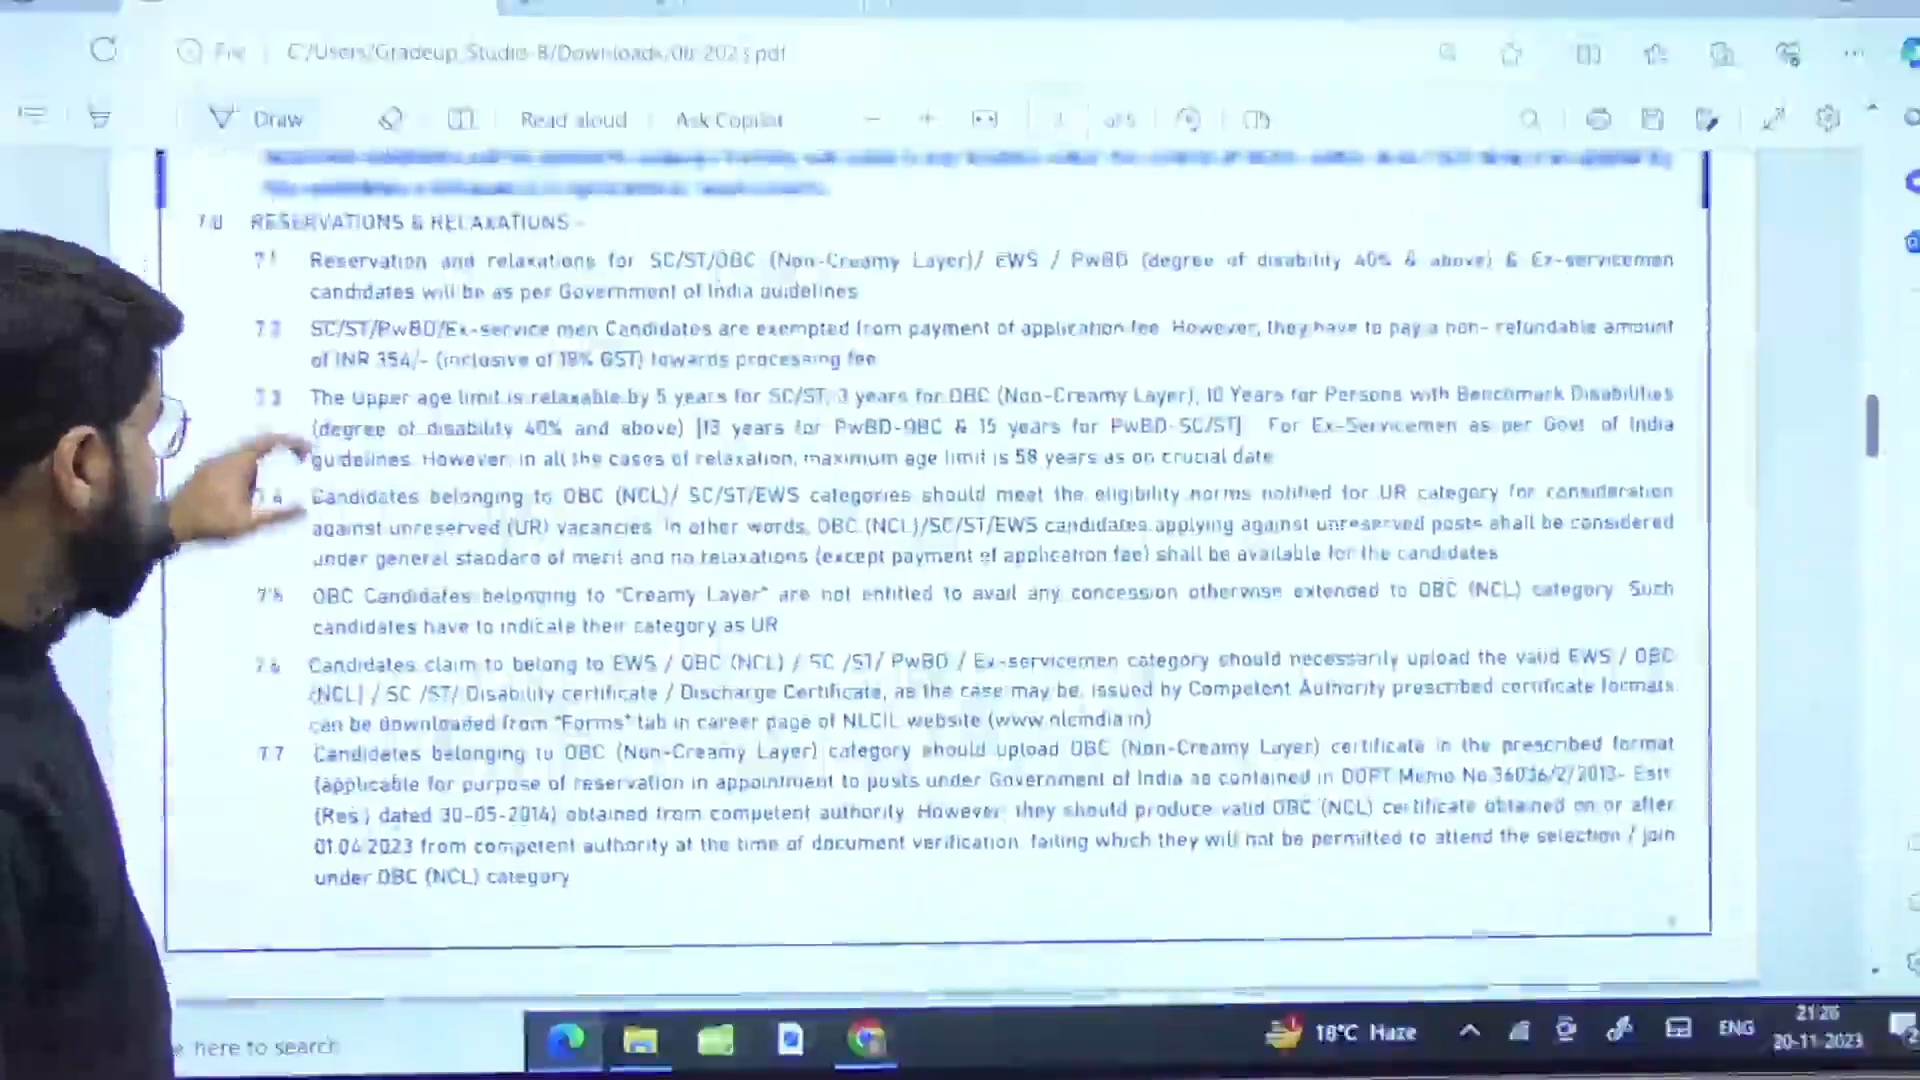 File C:/Users/Gradeup Studio-8/Downloads/08-2023.pdf
Draw Read aloud Ask Copilot of 5
7.0 RESERVATIONS & RELAXATIONS -
7.1 Reservation and relaxations for SC/ST/OBC (Non-Creamy Layer)/ EWS / PwBD (degree of disability 40% & above) & Ex-servicemen
candidates will be as per Government of India guidelines
7.2 SC/ST/PwBD/Ex-service men Candidates are exempted from payment of application fee. However, they have to pay a non- refundable amount
of INR 354/- (inclusive of 18% GST) towards processing fee
7.3 The Upper age limit is relaxable by 5 years for SC/ST, 3 years for OBC (Non-Creamy Layer), 10 Years for Persons with Benchmark Disabilities
(degree of disability 40% and above) [13 years for PwBD-OBC & 15 years for PwBD-SC/ST]. For Ex-Servicemen as per Govt of India
guidelines. However, in all the cases of relaxation, maximum age limit is 58 years as on crucial date
7.4 Candidates belonging to OBC (NCL)/ SC/ST/EWS categories should meet the eligibility norms notified for UR category for consideration
against unreserved (UR) vacancies. In other words, OBC (NCL)/SC/ST/EWS candidates applying against unreserved posts shall be considered
under general standard of merit and no relaxations (except payment of application fee) shall be available for the candidates
7.5 OBC Candidates belonging to "Creamy Layer" are not entitled to avail any concession otherwise extended to OBC (NCL) category. Such
candidates have to indicate their category as UR
7.6 Candidates claim to belong to EWS / OBC (NCL) / SC /ST/ PwBD / Ex-servicemen category should necessarily upload the valid EWS / OBC
(NCL) / SC /ST/ Disability certificate / Discharge Certificate, as the case may be, issued by Competent Authority prescribed certificate formats
can be downloaded from "Forms" tab in career page of NLCIL website (www.nlcindia.in)
7.7 Candidates belonging to OBC (Non-Creamy Layer) category should upload OBC (Non-Creamy Layer) certificate in the prescribed format
(applicable for purpose of reservation in appointment to posts under Government of India as contained in DOPT Memo No.36036/2/2013- Estt
(Res.) dated 30-05-2014) obtained from competent authority. However, they should produce valid OBC (NCL) certificate obtained on or after
01.04.2023 from competent authority at the time of document verification, failing which they will not be permitted to attend the selection / join
under OBC (NCL) category
here to search
18°C Haze ENG 21:26
20-11-2023